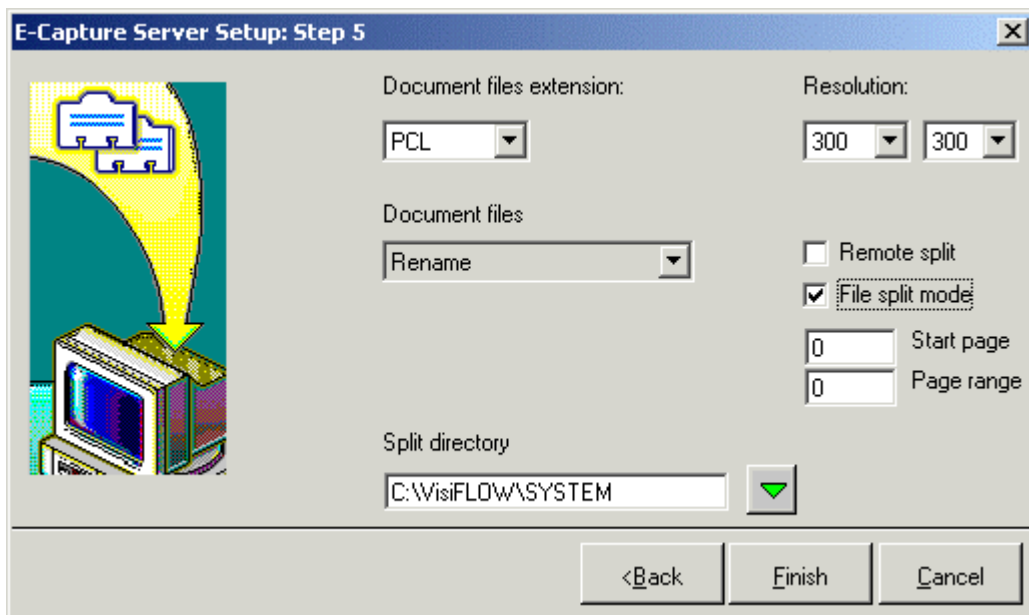 E-Capture Server Setup: Step 5
Document files extension:
Resolution:
PCL
300
300
Document files
Rename
Remote split
File split mode
0
Start page
0
Page range
Split directory
C:\VisiFLOW\SYSTEM
<Back
Finish
Cancel